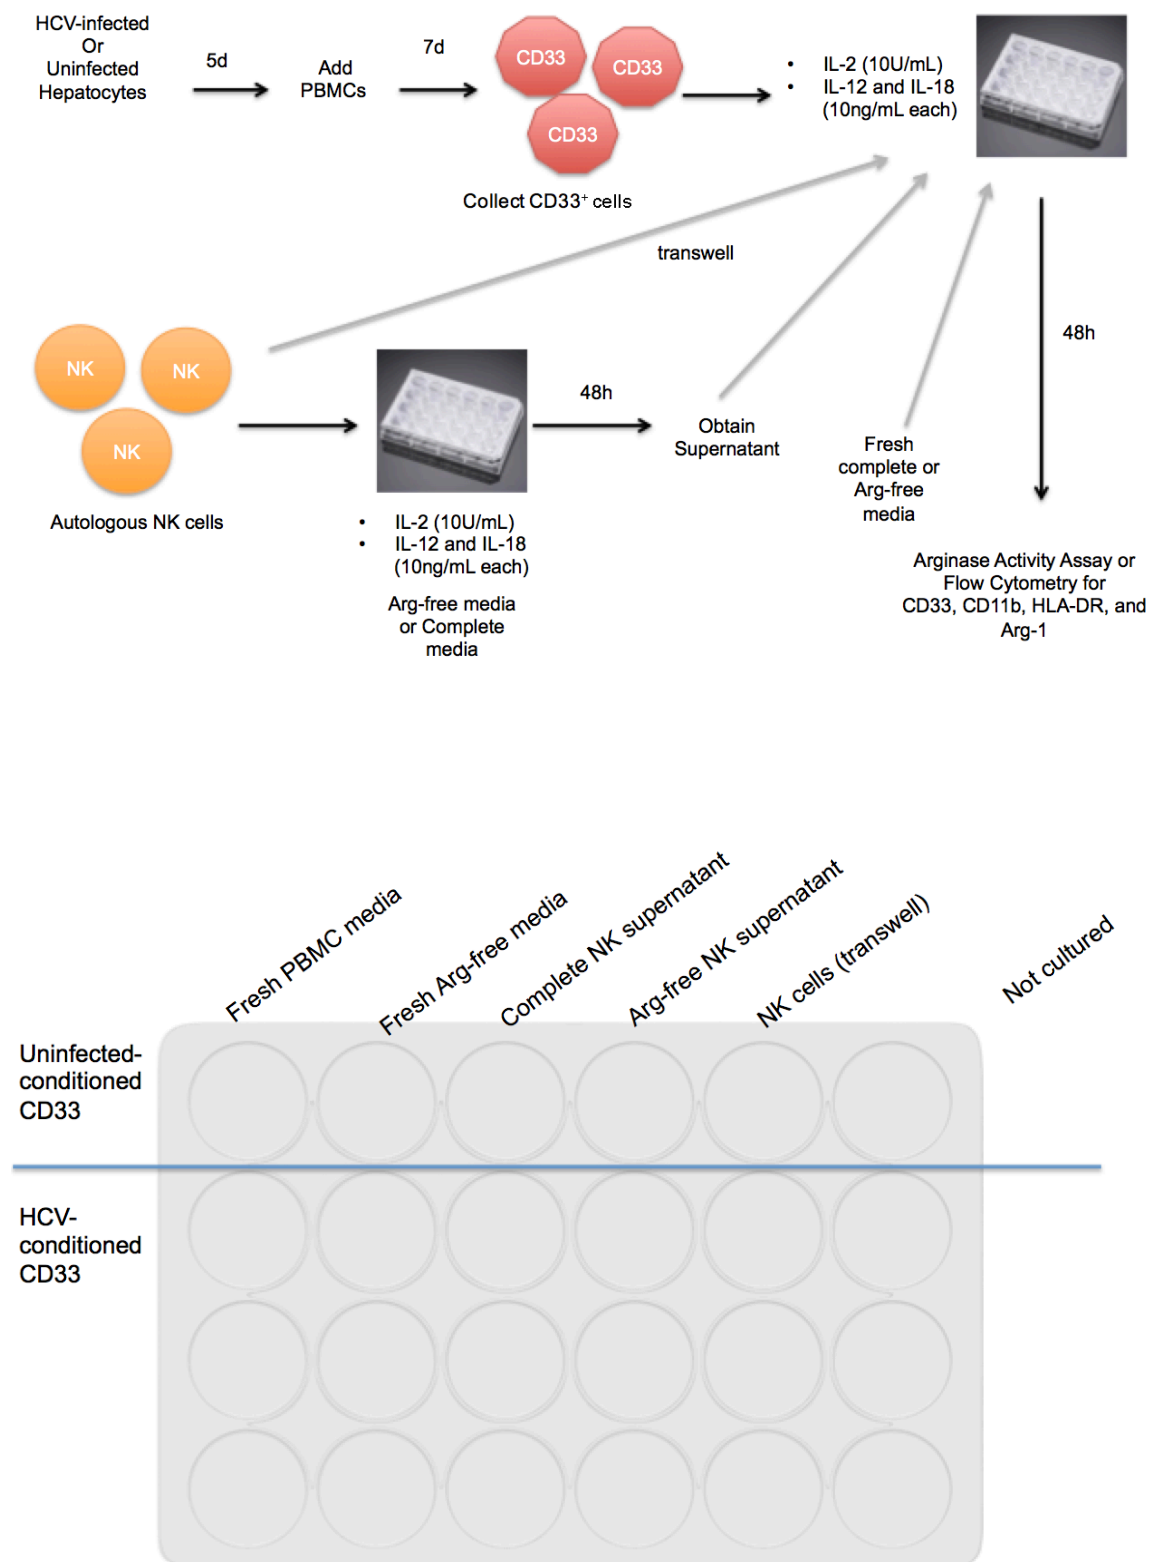 HCV-infected
Or
Uninfected
Hepatocytes
5d
Add
PBMCs
7d
CD33
CD33
CD33
Collect CD33⁺ cells
• IL-2 (10U/mL)
• IL-12 and IL-18
(10ng/mL each)
transwell
NK
NK
NK
Autologous NK cells
• IL-2 (10U/mL)
• IL-12 and IL-18
(10ng/mL each)
Arg-free media
or Complete
media
48h
Obtain
Supernatant
Fresh
complete or
Arg-free
media
48h
Arginase Activity Assay or
Flow Cytometry for
CD33, CD11b, HLA-DR, and
Arg-1
Fresh PBMC media
Fresh Arg-free media
Complete NK supernatant
Arg-free NK supernatant
NK cells (transwell)
Not cultured
Uninfected-
conditioned
CD33
HCV-
conditioned
CD33